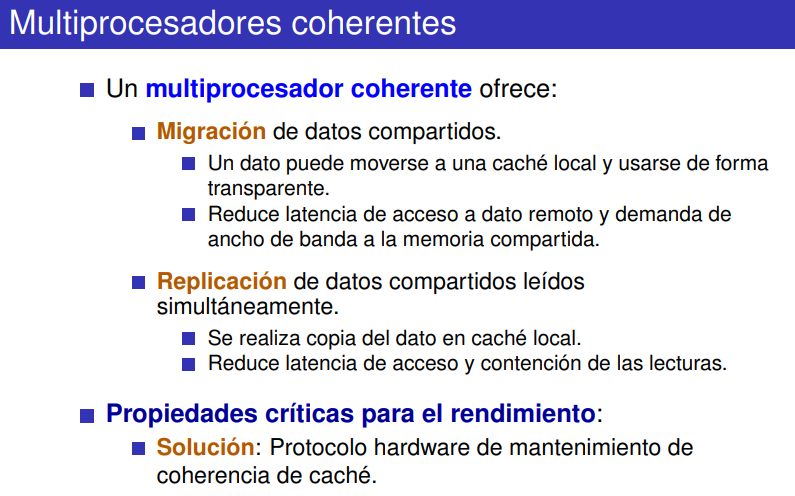 Multiprocesadores coherentes
Un multiprocesador coherente ofrece:
Migración de datos compartidos.
Un dato puede moverse a una caché local y usarse de forma
transparente.
Reduce latencia de acceso a dato remoto y demanda de
ancho de banda a la memoria compartida.
Replicación de datos compartidos leídos
simultáneamente.
Se realiza copia del dato en caché local.
Reduce latencia de acceso y contención de las lecturas.
Propiedades críticas para el rendimiento:
Solución: Protocolo hardware de mantenimiento de
coherencia de caché.